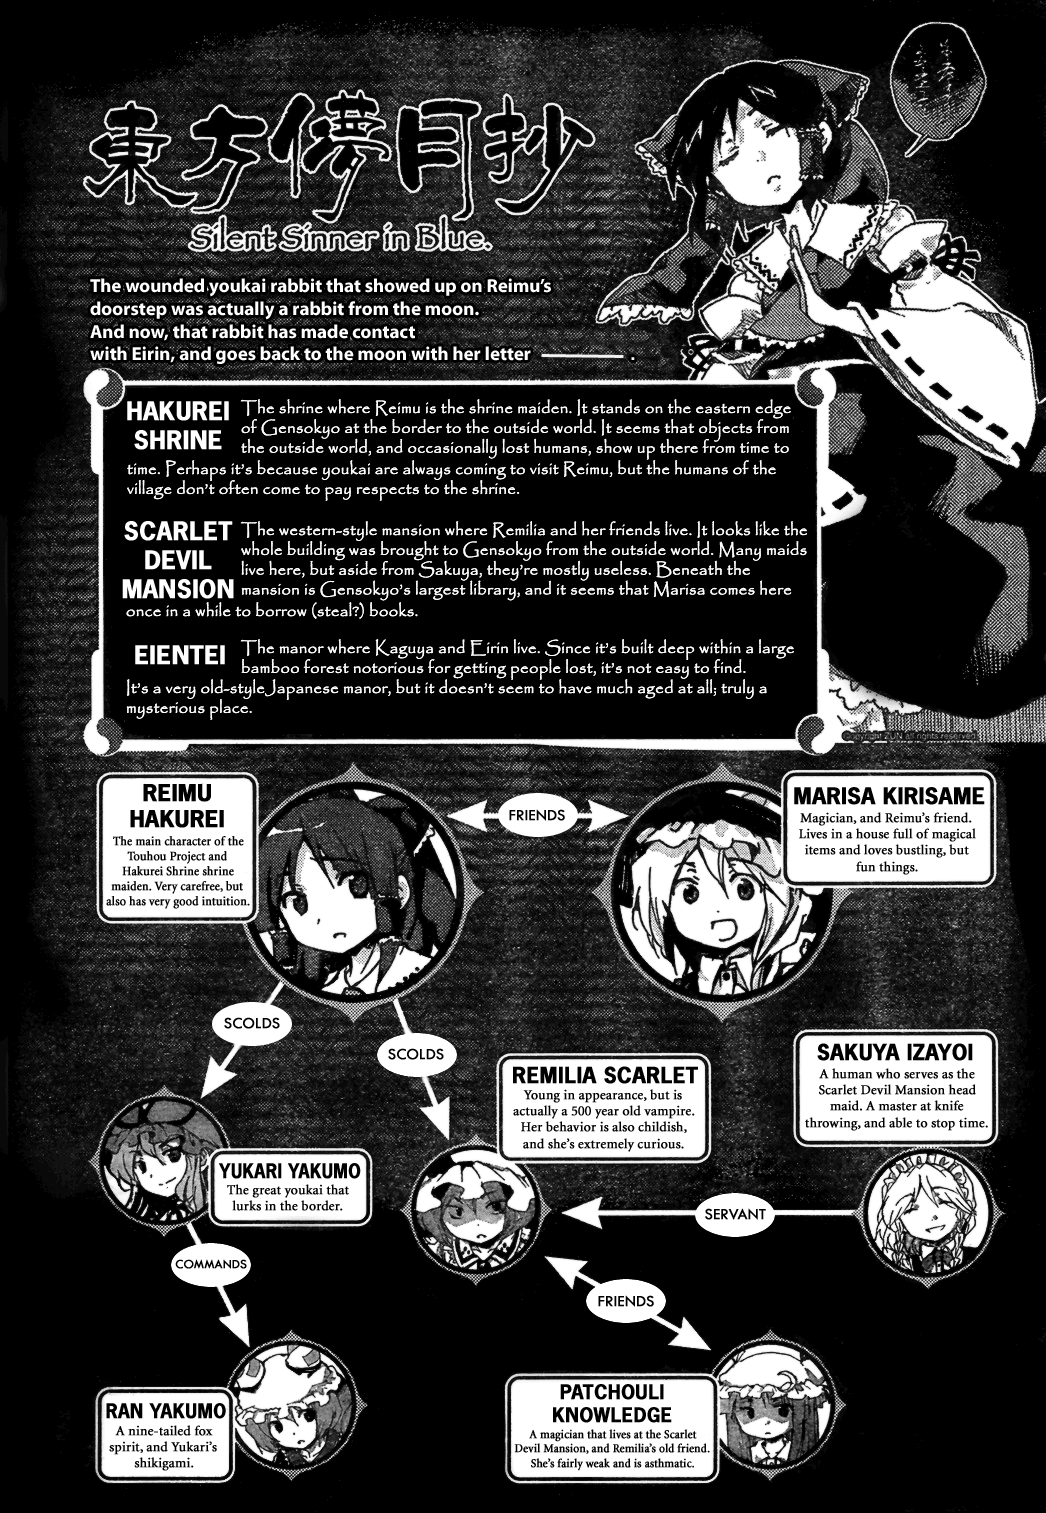 東方儚月抄
Silent Sinner in Blue.
The wounded youkai rabbit that showed up on Reimu's
doorstep was actually a rabbit from the moon.
And now, that rabbit has made contact
with Eirin, and goes back to the moon with her letter ———.
HAKUREI
SHRINE
The shrine where Reimu is the shrine maiden. It stands on the eastern edge
of Gensokyo at the border to the outside world. It seems that objects from
the outside world, and occasionally lost humans, show up there from time to
time. Perhaps it's because youkai are always coming to visit Reimu, but the humans of the
village don't often come to pay respects to the shrine.
SCARLET
DEVIL
MANSION
The western-style mansion where Remilia and her friends live. It looks like the
whole building was brought to Gensokyo from the outside world. Many maids
live here, but aside from Sakuya, they're mostly useless. Beneath the
mansion is Gensokyo's largest library, and it seems that Marisa comes here
once in a while to borrow (steal?) books.
EIENTEI
The manor where Kaguya and Eirin live. Since it's built deep within a large
bamboo forest notorious for getting people lost, it's not easy to find.
It's a very old-style Japanese manor, but it doesn't seem to have much aged at all; truly a
mysterious place.
Copyright ZUN all rights reserved.
REIMU
HAKUREI
The main character of the
Touhou Project and
Hakurei Shrine shrine
maiden. Very carefree, but
also has very good intuition.
FRIENDS
MARISA KIRISAME
Magician, and Reimu's friend.
Lives in a house full of magical
items and loves bustling, but
fun things.
SCOLDS
SCOLDS
REMILIA SCARLET
Young in appearance, but is
actually a 500 year old vampire.
Her behavior is also childish,
and she's extremely curious.
SAKUYA IZAYOI
A human who serves as the
Scarlet Devil Mansion head
maid. A master at knife
throwing, and able to stop time.
YUKARI YAKUMO
The great youkai that
lurks in the border.
SERVANT
COMMANDS
FRIENDS
RAN YAKUMO
A nine-tailed fox
spirit, and Yukari's
shikigami.
PATCHOULI
KNOWLEDGE
A magician that lives at the Scarlet
Devil Mansion, and Remilia's old friend.
She's fairly weak and is asthmatic.